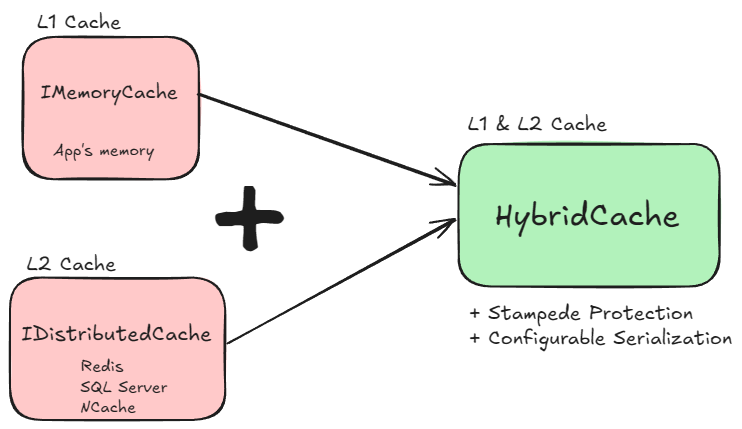 L1 Cache
IMemoryCache
App's memory
L2 Cache
IDistributedCache
Redis
SQL Server
NCache
L1 & L2 Cache
HybridCache
+ Stampede Protection
+ Configurable Serialization